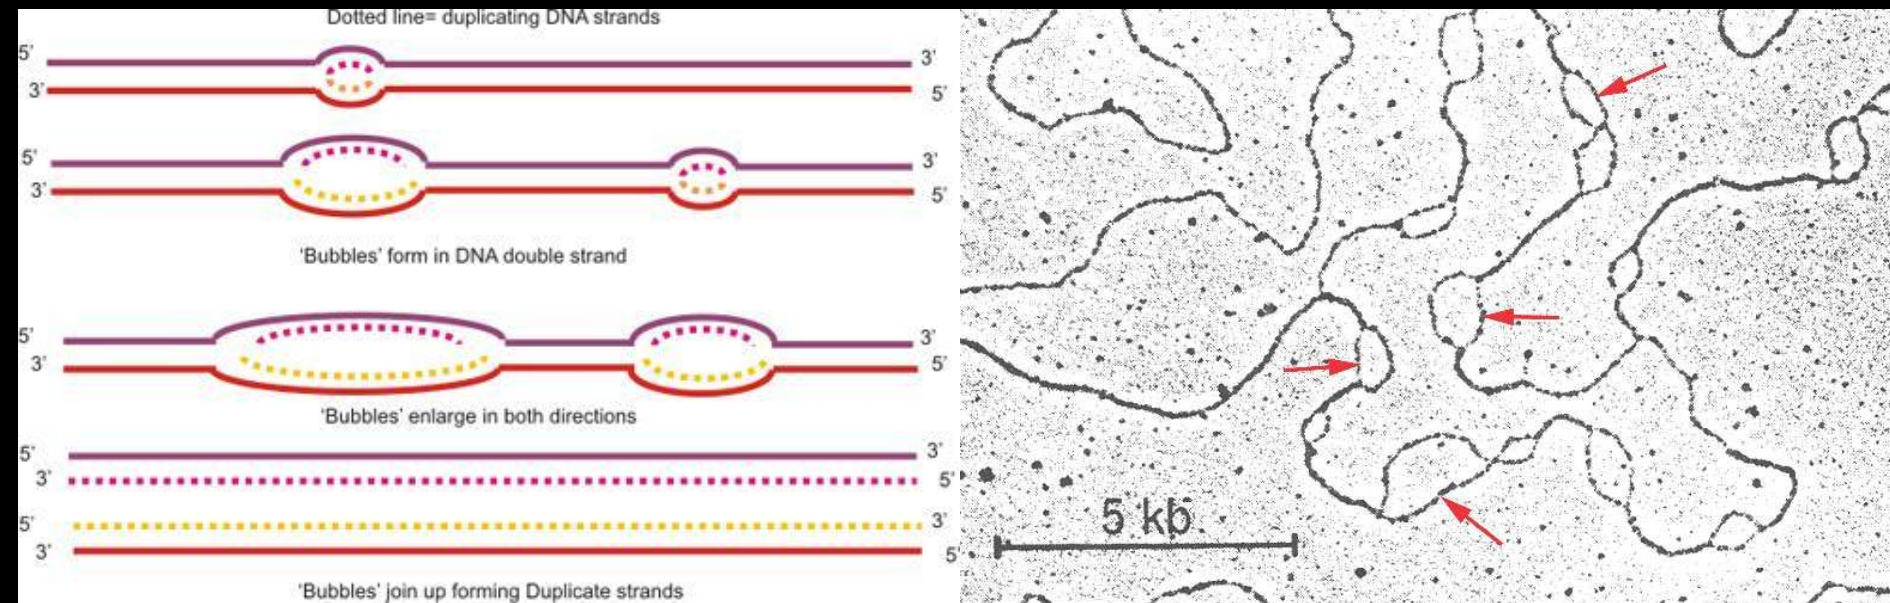 Dotted line= duplicating DNA strands
5' 3'
3' 5'
5' 3'
3' 5'
'Bubbles' form in DNA double strand
5' 3'
3' 5'
'Bubbles' enlarge in both directions
5' 3'
3' 5'
5' 3'
3' 5'
'Bubbles' join up forming Duplicate strands
5 kb